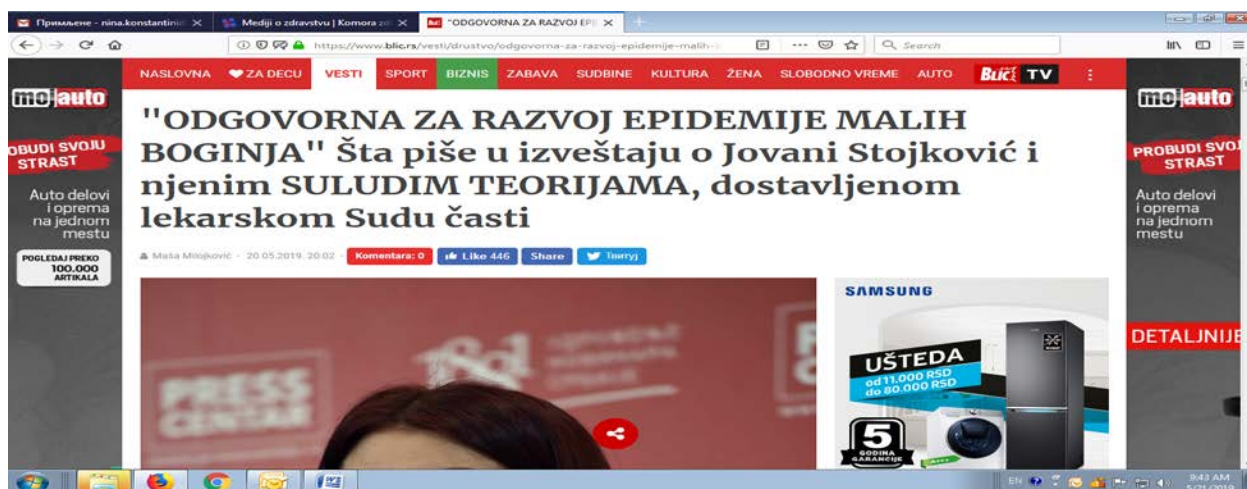 Примљене - nina.konstantini
Mediji o zdravstvu | Komora z
"ODGOVORNA ZA RAZVOJ EP
https://www.blic.rs/vesti/drustvo/odgovorna-za-razvoj-epidemije-malih-
Search
NASLOVNA ZA DECU VESTI SPORT BIZNIS ZABAVA SUDBINE KULTURA ŽENA SLOBODNO VREME AUTO Blic TV
mojauto
OBUDI SVOJU
STRAST
Auto delovi
i oprema
na jednom
mestu
POGLEDAJ PREKO
100.000
ARTIKALA
"ODGOVORNA ZA RAZVOJ EPIDEMIJE MALIH
BOGINJA" Šta piše u izveštaju o Jovani Stojković i
njenim SULUDIM TEORIJAMA, dostavljenom
lekarskom Sudu časti
Maša Milojković - 20.05.2019. 20:02 - Komentara: 0 Like 446 Share Твитуј
PRESS
CENTAR
SAMSUNG
UŠTEDA
od 11.000 RSD
do 80.000 RSD
5
GODINA
GARANCIJE
mojauto
PROBUDI SVOJ
STRAST
Auto delovi
i oprema
na jednom
mestu
DETALJNIJE
EN
9:43 AM
5/21/2019